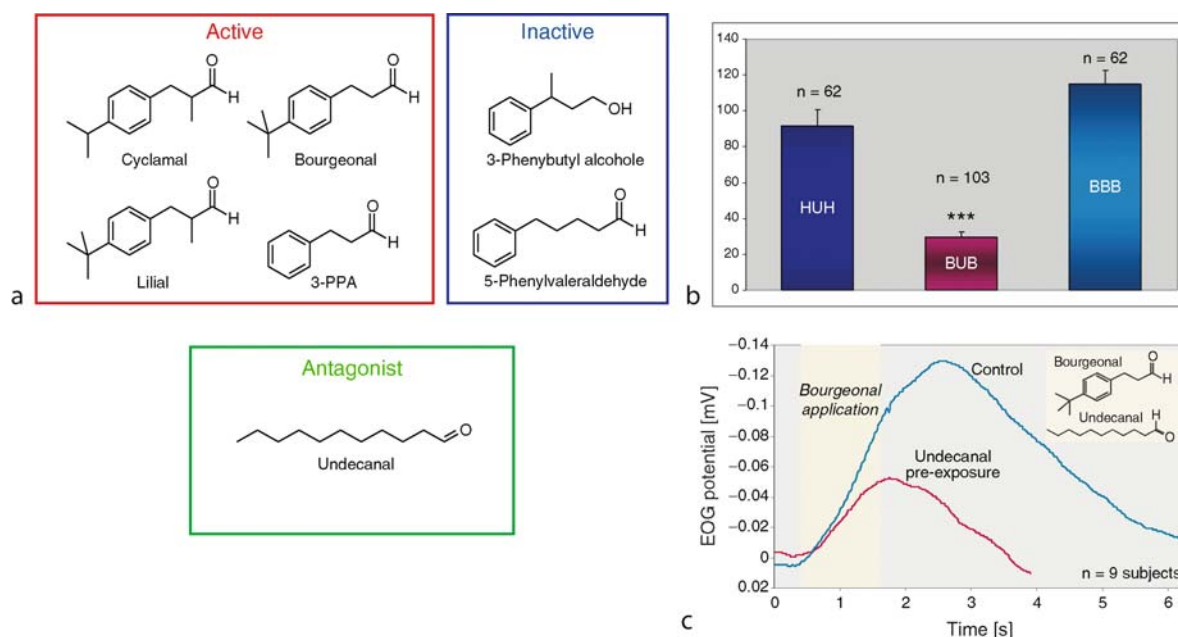 Active
O
H
Cyclamal
O
H
Bourgeonal
O
H
Lilial
O
H
3-PPA
Inactive
OH
3-Phenybutyl alcohole
O
H
5-Phenylvaleraldehyde
a
Antagonist
O
Undecanal
140
120
100
80
60
40
20
0
n = 62
HUH
n = 103
***
BUB
n = 62
BBB
b
EOG potential [mV]
−0.14
−0.12
−0.1
−0.08
−0.06
−0.04
−0.02
0
0.02
Bourgeonal
application
Control
Undecanal
pre-exposure
Bourgeonal
O
H
Undecanal
H
O
n = 9 subjects
0 1 2 3 4 5 6
Time [s]
c